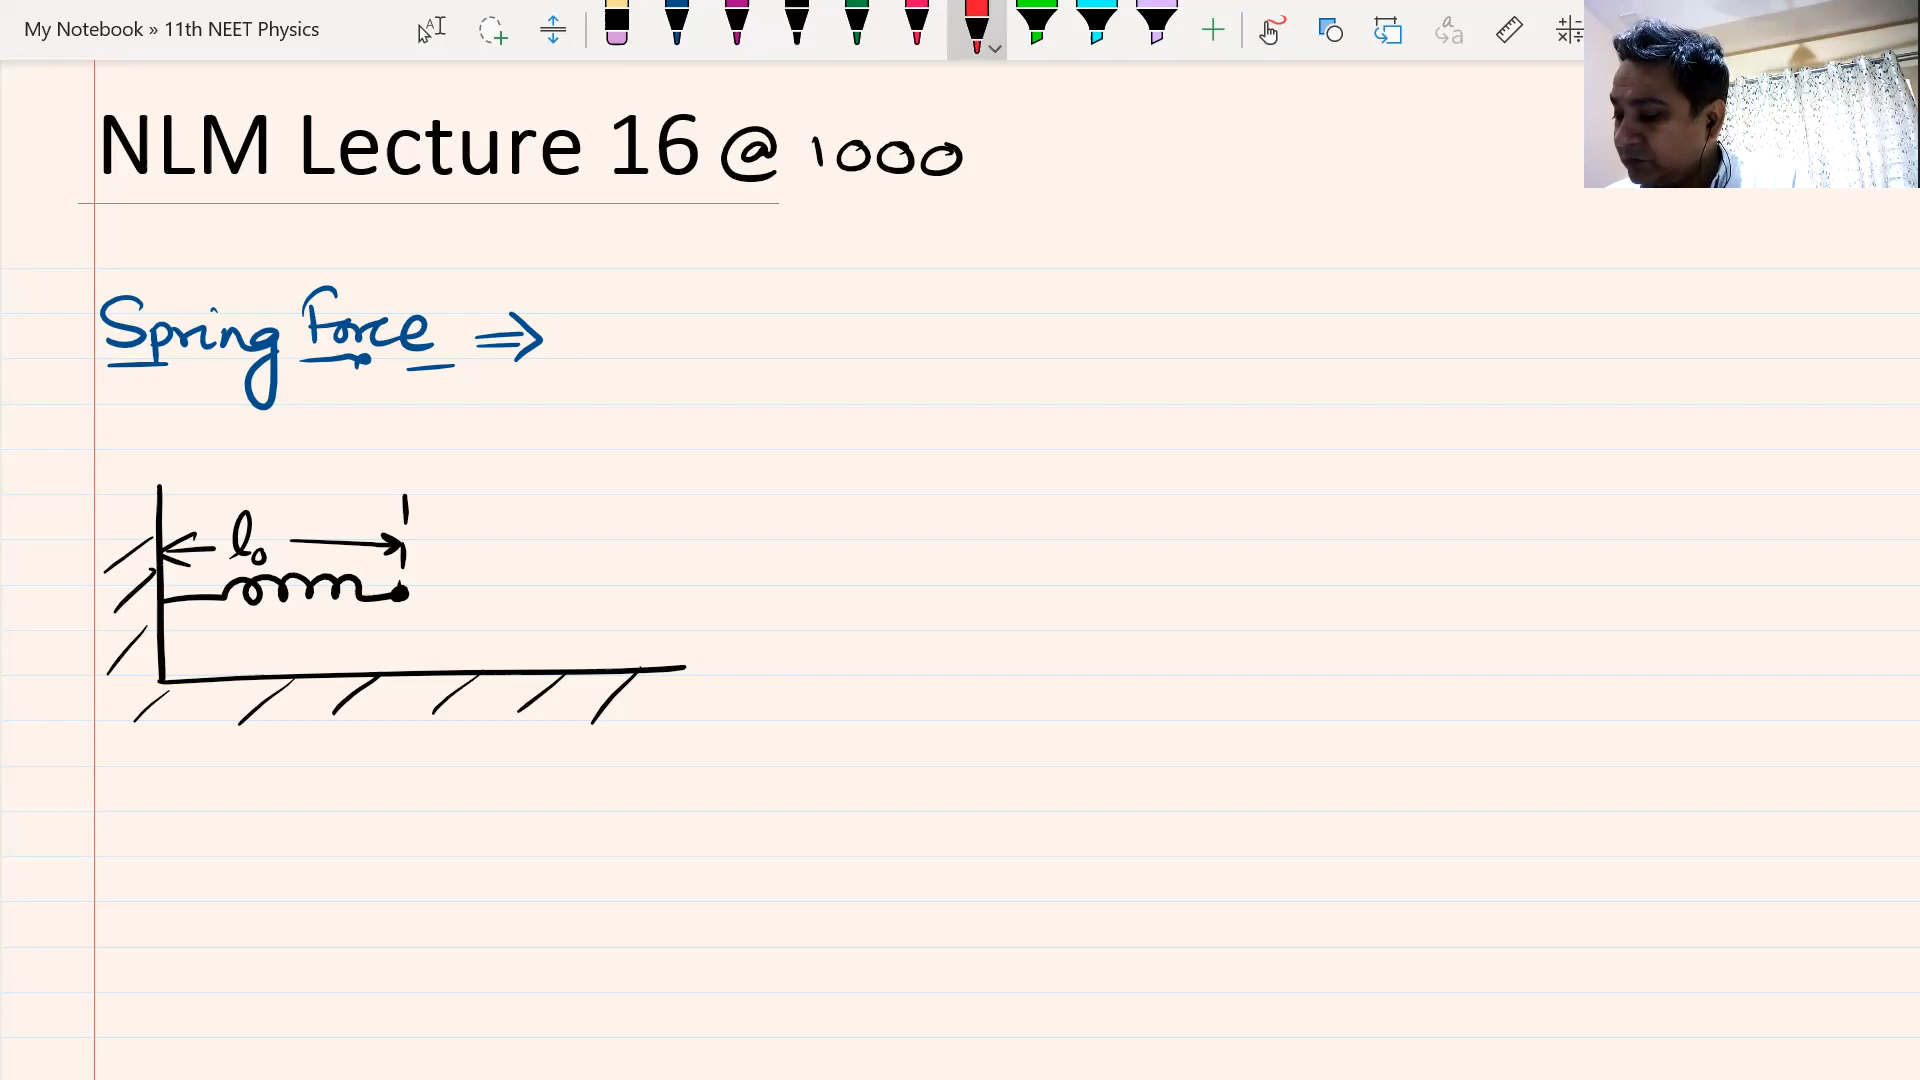 My Notebook » 11th NEET Physics
NLM Lecture 16 @ 1000
Spring Force ⇒
l₀